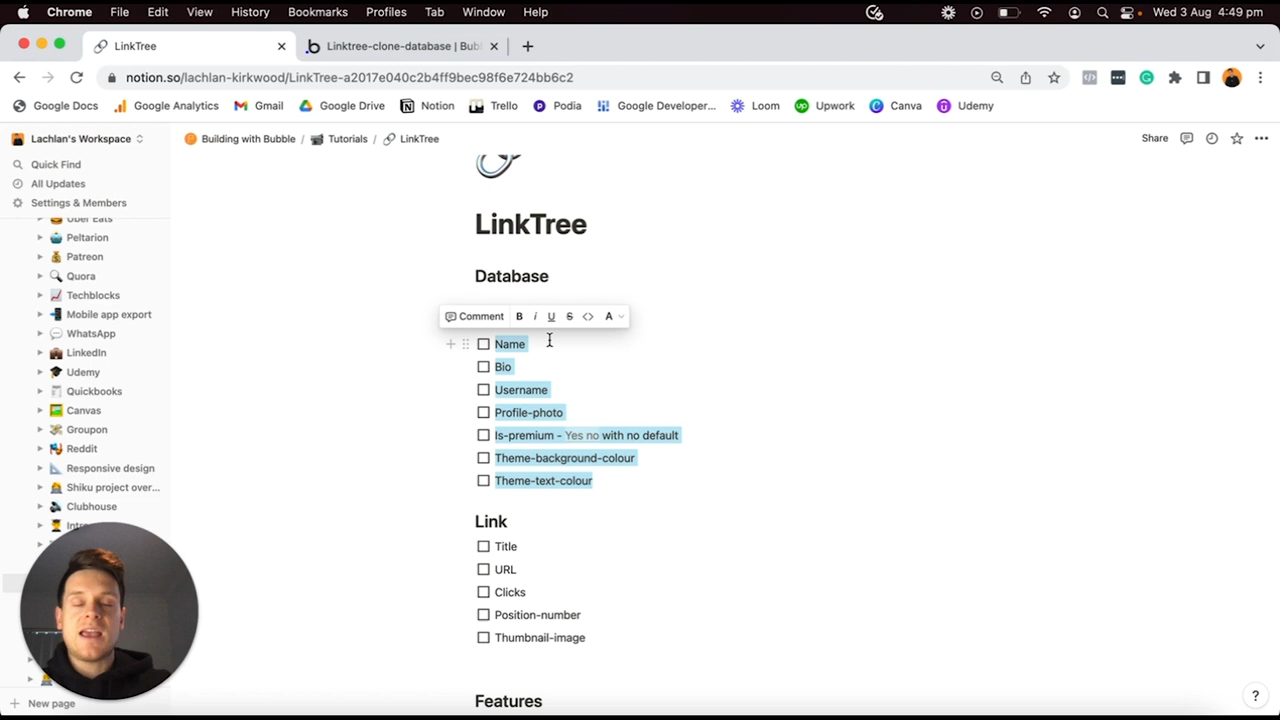 Chrome File Edit View History Bookmarks Profiles Tab Window Help Wed 3 Aug 4:49 pm
LinkTree Linktree-clone-database | Bub
notion.so/lachlan-kirkwood/LinkTree-a2017e040c2b4ff9bec98f6e724bb6c2
Google Docs Google Analytics Gmail Google Drive Notion Trello Podia Google Developer... Loom Upwork Canva Udemy
Lachlan's Workspace Building with Bubble / Tutorials / LinkTree Share
Quick Find
All Updates
Settings & Members
Uber Eats
Peltarion
Patreon
Quora
Techblocks
Mobile app export
WhatsApp
LinkedIn
Udemy
Quickbooks
Canvas
Groupon
Reddit
Responsive design
Shiku project over...
Clubhouse
New page
LinkTree
Database
Comment B i U S <> A
Name
Bio
Username
Profile-photo
Is-premium - Yes no with no default
Theme-background-colour
Theme-text-colour
Link
Title
URL
Clicks
Position-number
Thumbnail-image
Features
?